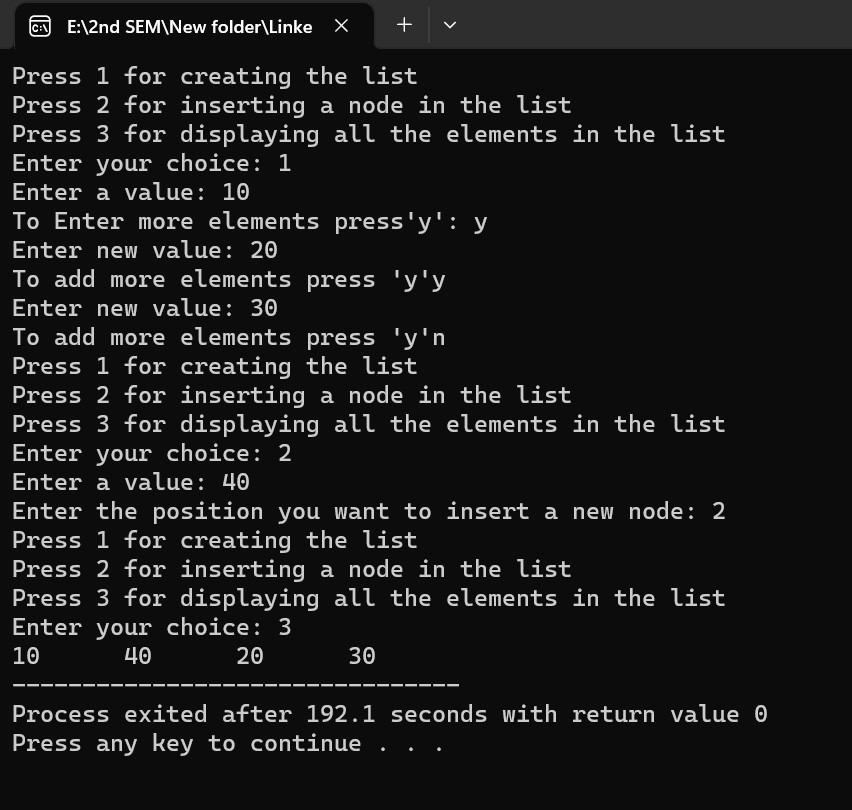 E:\2nd SEM\New folder\Linke
Press 1 for creating the list
Press 2 for inserting a node in the list
Press 3 for displaying all the elements in the list
Enter your choice: 1
Enter a value: 10
To Enter more elements press'y': y
Enter new value: 20
To add more elements press 'y'y
Enter new value: 30
To add more elements press 'y'n
Press 1 for creating the list
Press 2 for inserting a node in the list
Press 3 for displaying all the elements in the list
Enter your choice: 2
Enter a value: 40
Enter the position you want to insert a new node: 2
Press 1 for creating the list
Press 2 for inserting a node in the list
Press 3 for displaying all the elements in the list
Enter your choice: 3
10      40      20      30
--------------------------------
Process exited after 192.1 seconds with return value 0
Press any key to continue . . .